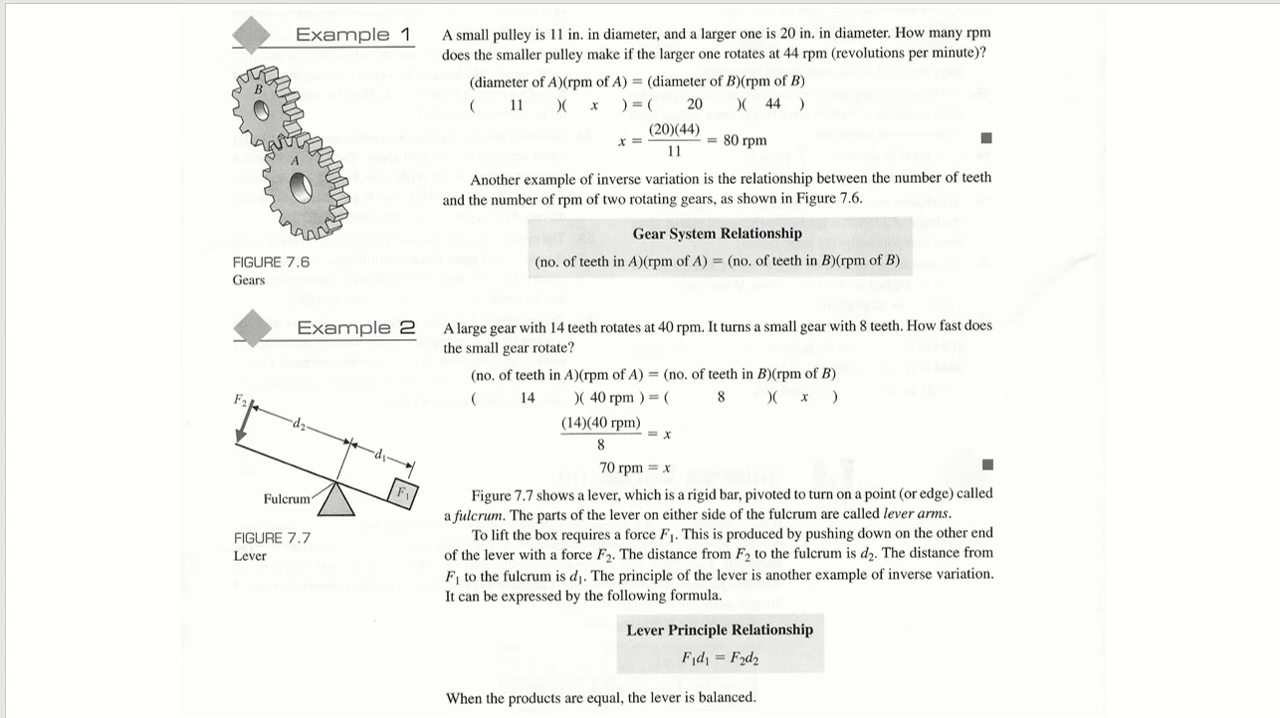 Example 1
A small pulley is 11 in. in diameter, and a larger one is 20 in. in diameter. How many rpm
does the smaller pulley make if the larger one rotates at 44 rpm (revolutions per minute)?
(diameter of A)(rpm of A) = (diameter of B)(rpm of B)
( 11 )( x ) = ( 20 )( 44 )
x = (20)(44)
11
= 80 rpm
B
A
Another example of inverse variation is the relationship between the number of teeth
and the number of rpm of two rotating gears, as shown in Figure 7.6.
Gear System Relationship
(no. of teeth in A)(rpm of A) = (no. of teeth in B)(rpm of B)
FIGURE 7.6
Gears
Example 2
A large gear with 14 teeth rotates at 40 rpm. It turns a small gear with 8 teeth. How fast does
the small gear rotate?
(no. of teeth in A)(rpm of A) = (no. of teeth in B)(rpm of B)
( 14 )( 40 rpm ) = ( 8 )( x )
(14)(40 rpm)
8
= x
70 rpm = x
F₂
d₂
d₁
F₁
Fulcrum
FIGURE 7.7
Lever
Figure 7.7 shows a lever, which is a rigid bar, pivoted to turn on a point (or edge) called
a fulcrum. The parts of the lever on either side of the fulcrum are called lever arms.
To lift the box requires a force F₁. This is produced by pushing down on the other end
of the lever with a force F₂. The distance from F₂ to the fulcrum is d₂. The distance from
F₁ to the fulcrum is d₁. The principle of the lever is another example of inverse variation.
It can be expressed by the following formula.
Lever Principle Relationship
F₁d₁ = F₂d₂
When the products are equal, the lever is balanced.